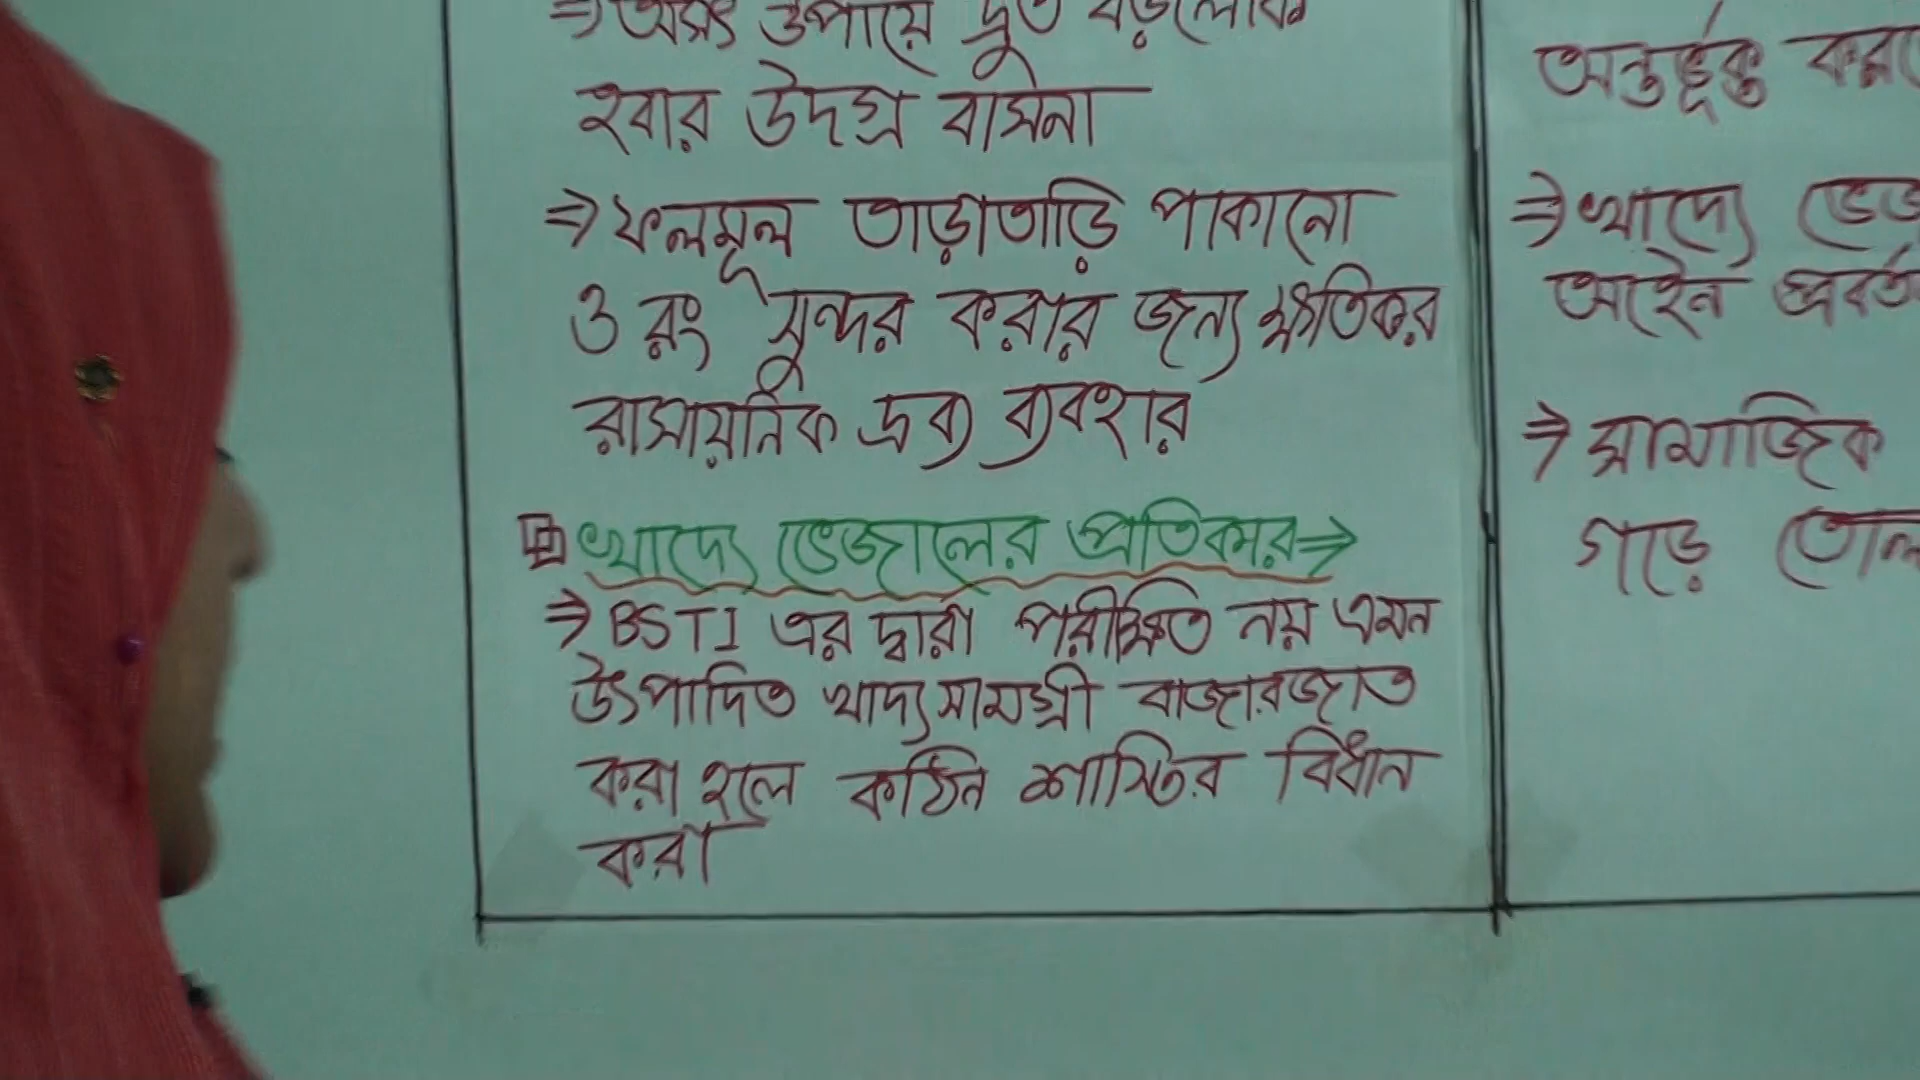 ⇒অসৎ উপায়ে দ্রুত বড়লোক
হবার উদগ্র বাসনা
⇒ফলমূল তাড়াতাড়ি পাকানো
ও রং সুন্দর করার জন্য ক্ষতিকর
রাসায়নিক দ্রব্য ব্যবহার
খাদ্যে ভেজালের প্রতিকার⇒
⇒BSTI এর দ্বারা পরীক্ষিত নয় এমন
উৎপাদিত খাদ্যসামগ্রী বাজারজাত
করা হলে কঠিন শাস্তির বিধান
করা
অন্তর্ভূক্ত
⇒খাদ্যে
আইন
⇒সামাজিক
গড়ে